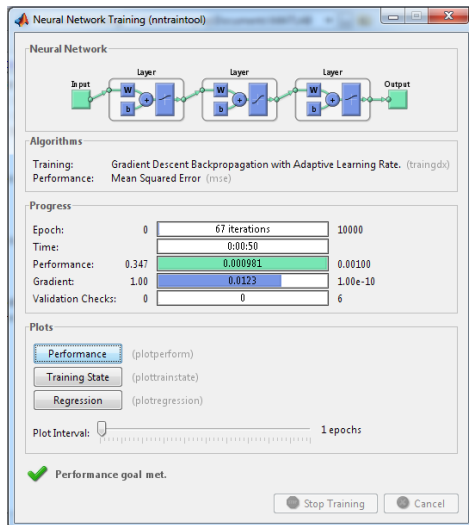 Neural Network Training (nntraintool)
Neural Network
Layer Layer Layer
Input Output
W W W
b b b
Algorithms
Training: Gradient Descent Backpropagation with Adaptive Learning Rate. (traingdx)
Performance: Mean Squared Error (mse)
Progress
Epoch: 0 67 iterations 10000
Time: 0:00:50
Performance: 0.347 0.000981 0.00100
Gradient: 1.00 0.0123 1.00e-10
Validation Checks: 0 0 6
Plots
Performance (plotperform)
Training State (plottrainstate)
Regression (plotregression)
Plot Interval: 1 epochs
Performance goal met.
Stop Training Cancel